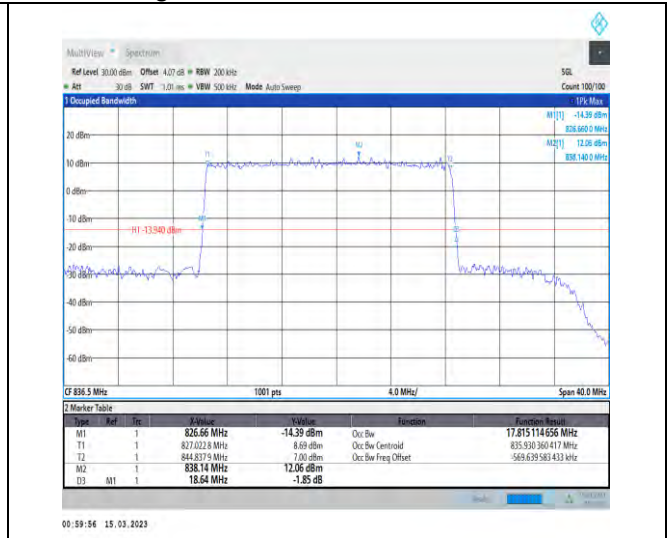 MultiView Spectrum
Ref Level 30.00 dBm Offset 4.07 dB RBW 200 kHz SGL
Att 30 dB SWT 1.01 ms VBW 500 kHz Mode Auto Sweep Count 100/100
1 Occupied Bandwidth 1Pk Max
M1[1] -14.39 dBm
826.660 0 MHz
M2[1] 12.06 dBm
838.140 0 MHz
20 dBm
M2
T1
T2
10 dBm
0 dBm
-10 dBm
M1
H1 -13.940 dBm
-20 dBm
-30 dBm
-40 dBm
-50 dBm
-60 dBm
CF 836.5 MHz 1001 pts 4.0 MHz/ Span 40.0 MHz
2 Marker Table
Type Ref Trc X-Value Y-Value Function Function Result
M1 1 826.66 MHz -14.39 dBm Occ Bw 17.815 114 656 MHz
T1 1 827.022 8 MHz 8.69 dBm Occ Bw Centroid 835.930 360 417 MHz
T2 1 844.837 9 MHz 7.00 dBm Occ Bw Freq Offset -569.639 583 433 kHz
M2 1 838.14 MHz 12.06 dBm
D3 M1 1 18.64 MHz -1.85 dB
00:59:56 15.03.2023